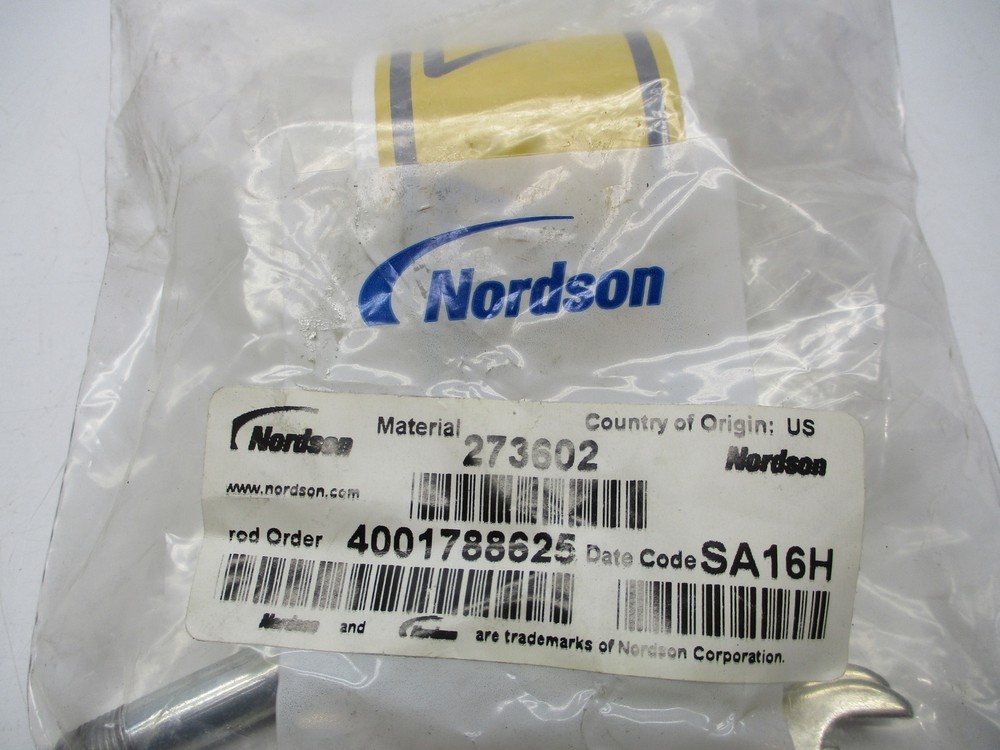 Nordson
Nordson
Material
Country of Origin: US
273602
Nordson
www.nordson.com
rod Order 4001788625 Date Code SA16H
Nordson and Nordson are trademarks of Nordson Corporation.